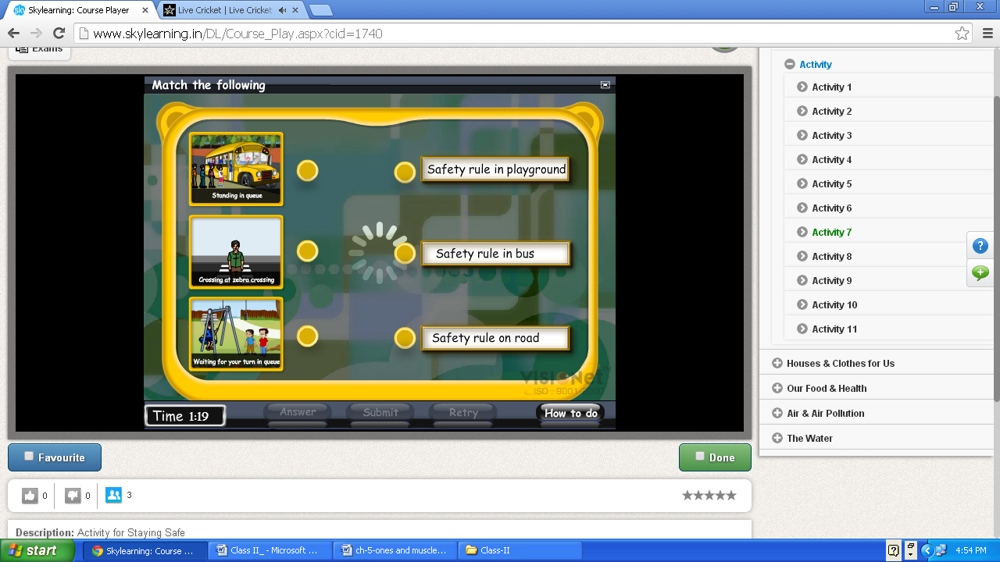 Skylearning: Course Player
Live Cricket | Live Cricket
www.skylearning.in/DL/Course_Play.aspx?cid=1740
Exams
Match the following
Standing in queue
Safety rule in playground
Crossing at zebra crossing
Safety rule in bus
Waiting for your turn in queue
Safety rule on road
VISIONet
ISO : 9001-2000
Time 1:19
Answer
Submit
Retry
How to do
Activity
Activity 1
Activity 2
Activity 3
Activity 4
Activity 5
Activity 6
Activity 7
Activity 8
Activity 9
Activity 10
Activity 11
Houses & Clothes for Us
Our Food & Health
Air & Air Pollution
The Water
Favourite
Done
0
0
3
Description: Activity for Staying Safe
start
Skylearning: Course ...
Class II_ - Microsoft ...
ch-5-ones and muscle...
Class-II
4:54 PM